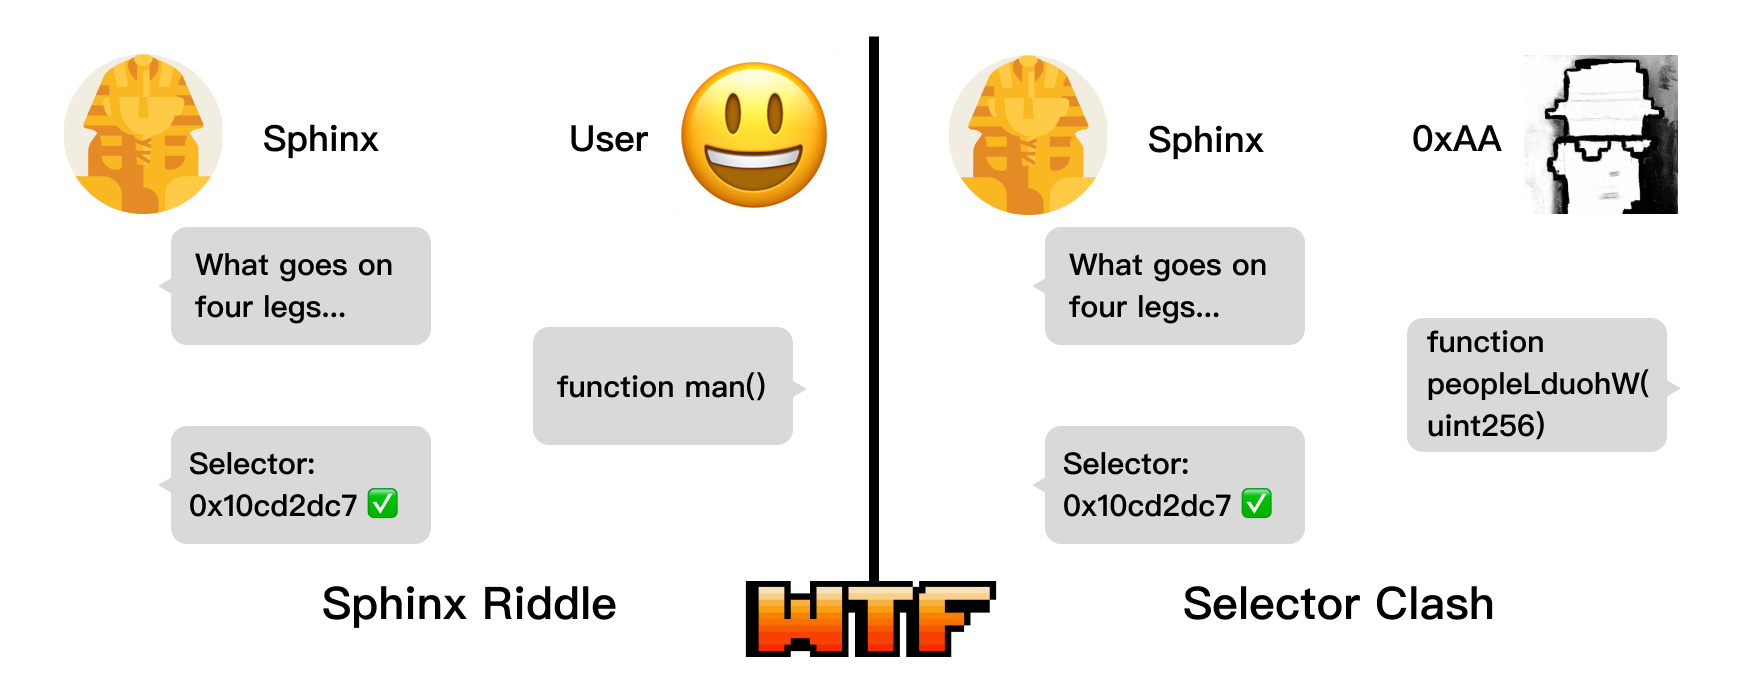 Sphinx
User
What goes on
four legs...
function man()
Selector:
0x10cd2dc7 ✅
Sphinx Riddle
Sphinx
0xAA
What goes on
four legs...
function
peopleLduohW(
uint256)
Selector:
0x10cd2dc7 ✅
Selector Clash
WTF